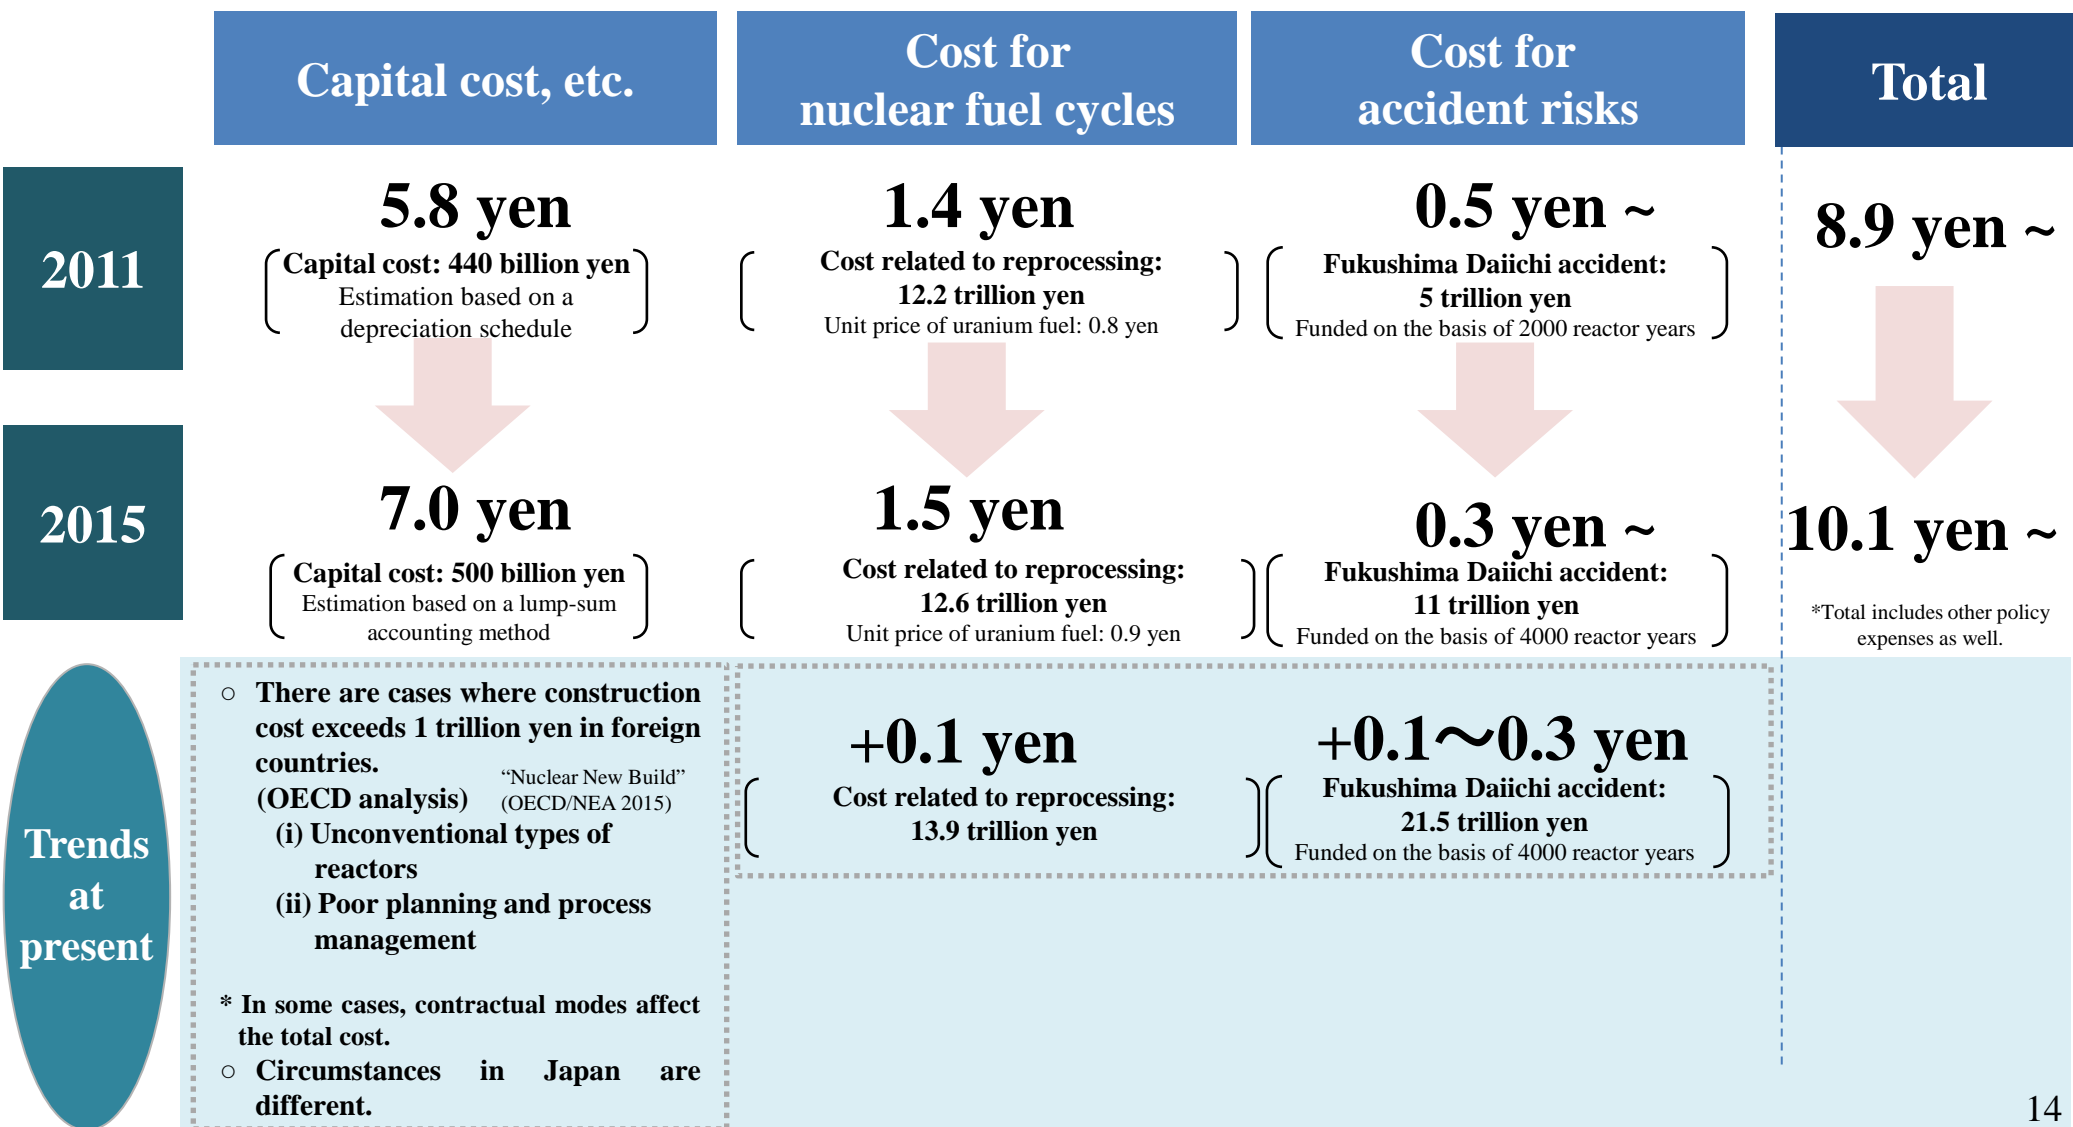 Capital cost, etc.
Cost for
nuclear fuel cycles
Cost for
accident risks
Total
2011
5.8 yen
Capital cost: 440 billion yen
Estimation based on a
depreciation schedule
1.4 yen
Cost related to reprocessing:
12.2 trillion yen
Unit price of uranium fuel: 0.8 yen
0.5 yen ~
Fukushima Daiichi accident:
5 trillion yen
Funded on the basis of 2000 reactor years
8.9 yen ~
2015
7.0 yen
Capital cost: 500 billion yen
Estimation based on a lump-sum
accounting method
1.5 yen
Cost related to reprocessing:
12.6 trillion yen
Unit price of uranium fuel: 0.9 yen
0.3 yen ~
Fukushima Daiichi accident:
11 trillion yen
Funded on the basis of 4000 reactor years
10.1 yen ~
*Total includes other policy
expenses as well.
Trends
at
present
○ There are cases where construction
cost exceeds 1 trillion yen in foreign
countries.
(OECD analysis)
"Nuclear New Build"
(OECD/NEA 2015)
(i) Unconventional types of
reactors
(ii) Poor planning and process
management
* In some cases, contractual modes affect
the total cost.
○ Circumstances in Japan are
different.
+0.1 yen
Cost related to reprocessing:
13.9 trillion yen
+0.1～0.3 yen
Fukushima Daiichi accident:
21.5 trillion yen
Funded on the basis of 4000 reactor years
14